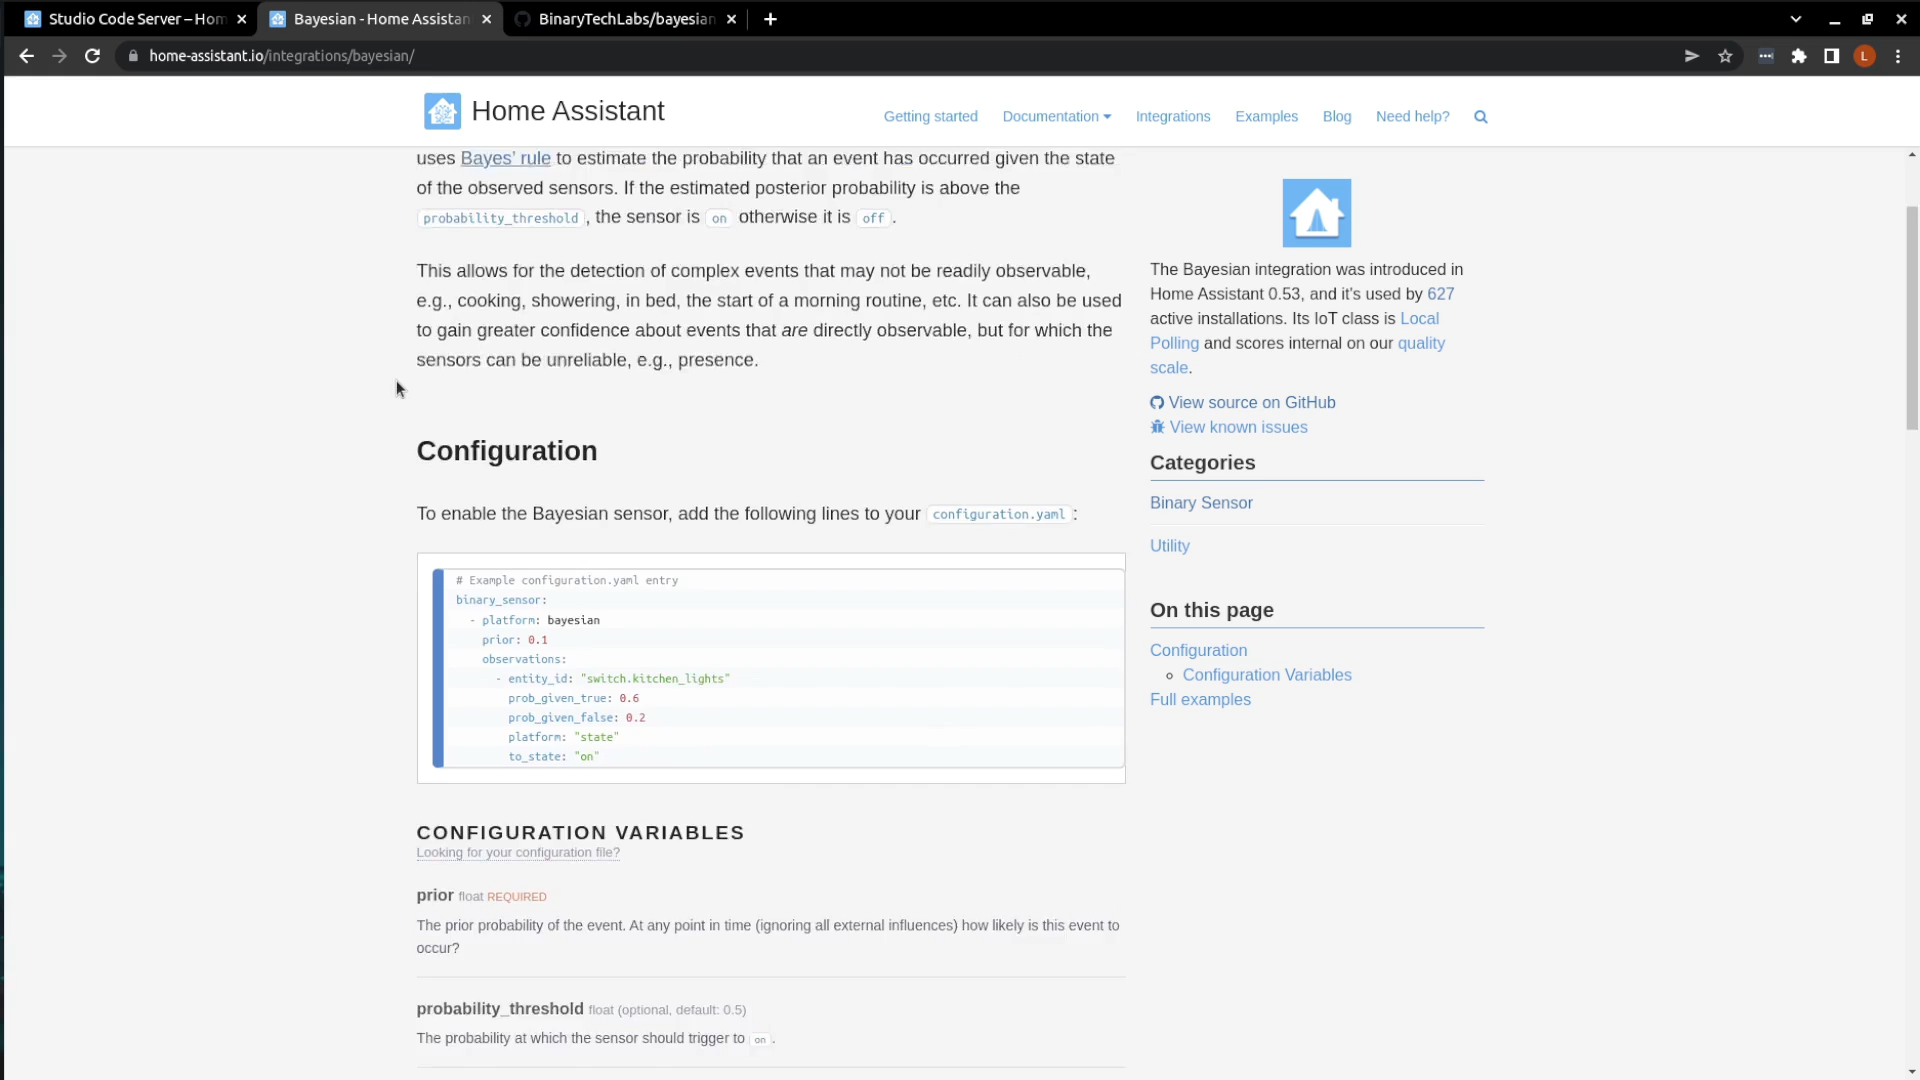 Studio Code Server – Hom
Bayesian - Home Assistan
BinaryTechLabs/bayesian
home-assistant.io/integrations/bayesian/
L
Home Assistant
Getting started
Documentation
Integrations
Examples
Blog
Need help?
uses Bayes' rule to estimate the probability that an event has occurred given the state
of the observed sensors. If the estimated posterior probability is above the
probability_threshold, the sensor is on otherwise it is off.
This allows for the detection of complex events that may not be readily observable,
e.g., cooking, showering, in bed, the start of a morning routine, etc. It can also be used
to gain greater confidence about events that are directly observable, but for which the
sensors can be unreliable, e.g., presence.
Configuration
To enable the Bayesian sensor, add the following lines to your configuration.yaml:
# Example configuration.yaml entry
binary_sensor:
- platform: bayesian
prior: 0.1
observations:
- entity_id: "switch.kitchen_lights"
prob_given_true: 0.6
prob_given_false: 0.2
platform: "state"
to_state: "on"
CONFIGURATION VARIABLES
Looking for your configuration file?
prior float REQUIRED
The prior probability of the event. At any point in time (ignoring all external influences) how likely is this event to
occur?
probability_threshold float (optional, default: 0.5)
The probability at which the sensor should trigger to on.
The Bayesian integration was introduced in
Home Assistant 0.53, and it's used by 627
active installations. Its IoT class is Local
Polling and scores internal on our quality
scale.
View source on GitHub
View known issues
Categories
Binary Sensor
Utility
On this page
Configuration
Configuration Variables
Full examples